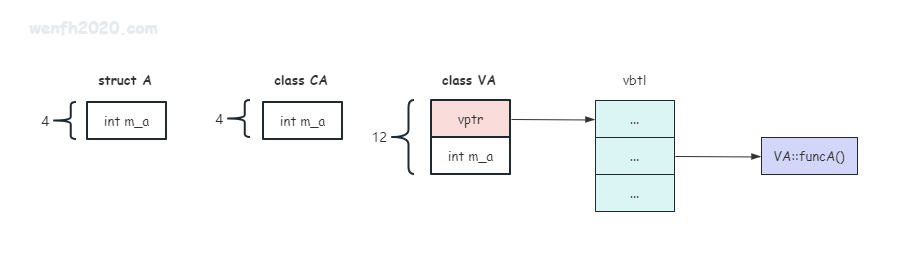 wenfh2020.com
struct A
class CA
class VA
vbtl
4
int m_a
4
int m_a
12
vptr
int m_a
...
...
...
VA::funcA()